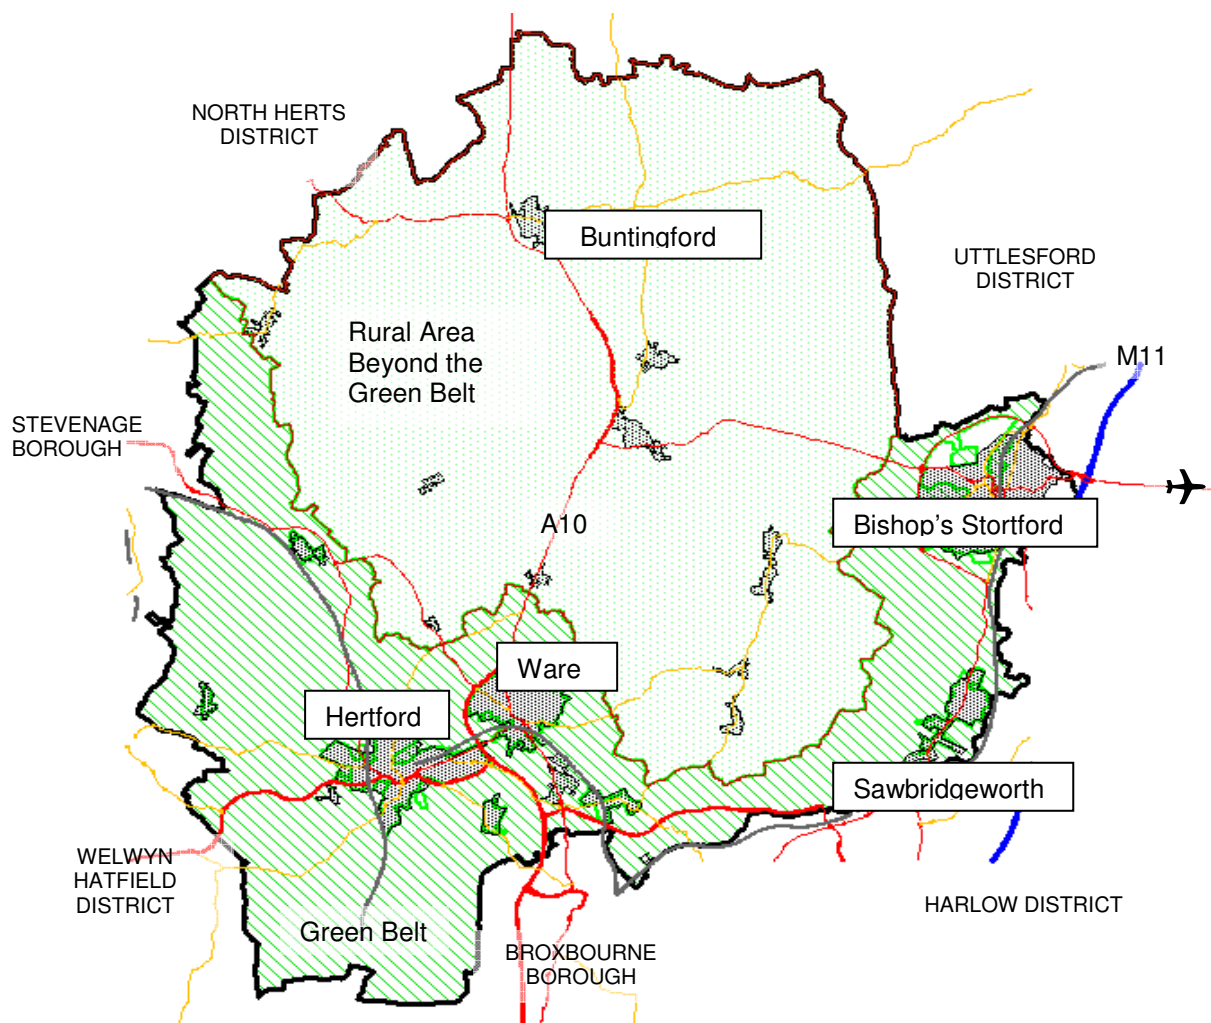 NORTH HERTS
DISTRICT
Buntingford
UTTLESFORD
DISTRICT
Rural Area
Beyond the
Green Belt
M11
STEVENAGE
BOROUGH
A10
Bishop's Stortford
Ware
Hertford
Sawbridgeworth
WELWYN
HATFIELD
DISTRICT
HARLOW DISTRICT
Green Belt
BROXBOURNE
BOROUGH